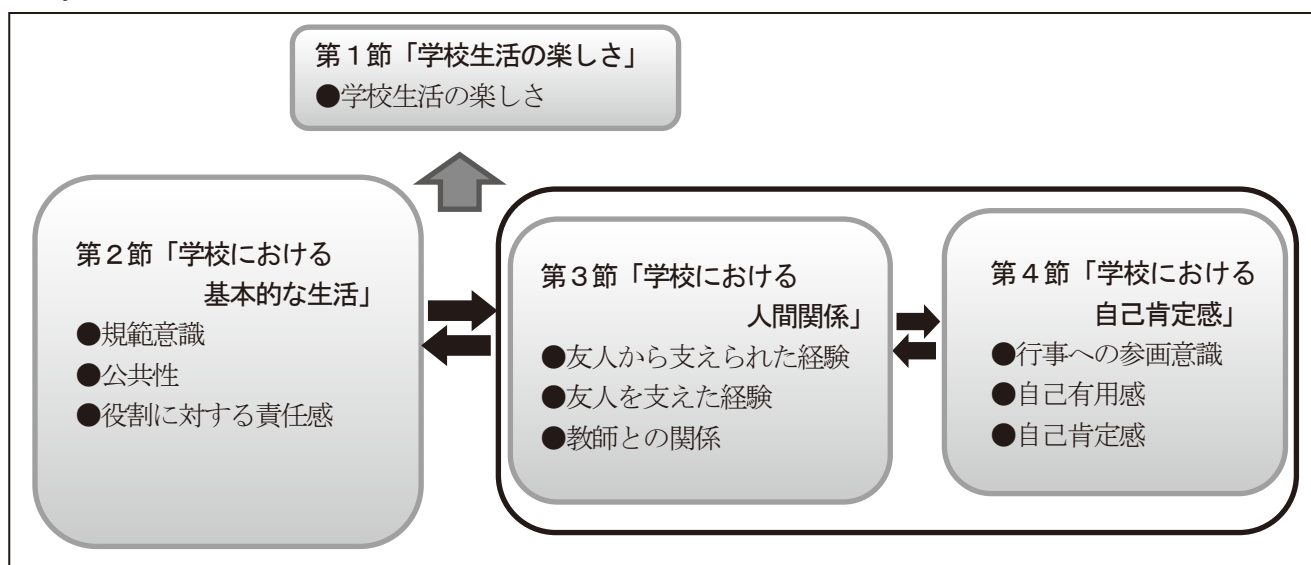 第１節「学校生活の楽しさ」
●学校生活の楽しさ
第２節「学校における
基本的な生活」
●規範意識
●公共性
●役割に対する責任感
第３節「学校における
人間関係」
●友人から支えられた経験
●友人を支えた経験
●教師との関係
第４節「学校における
自己肯定感」
●行事への参画意識
●自己有用感
●自己肯定感